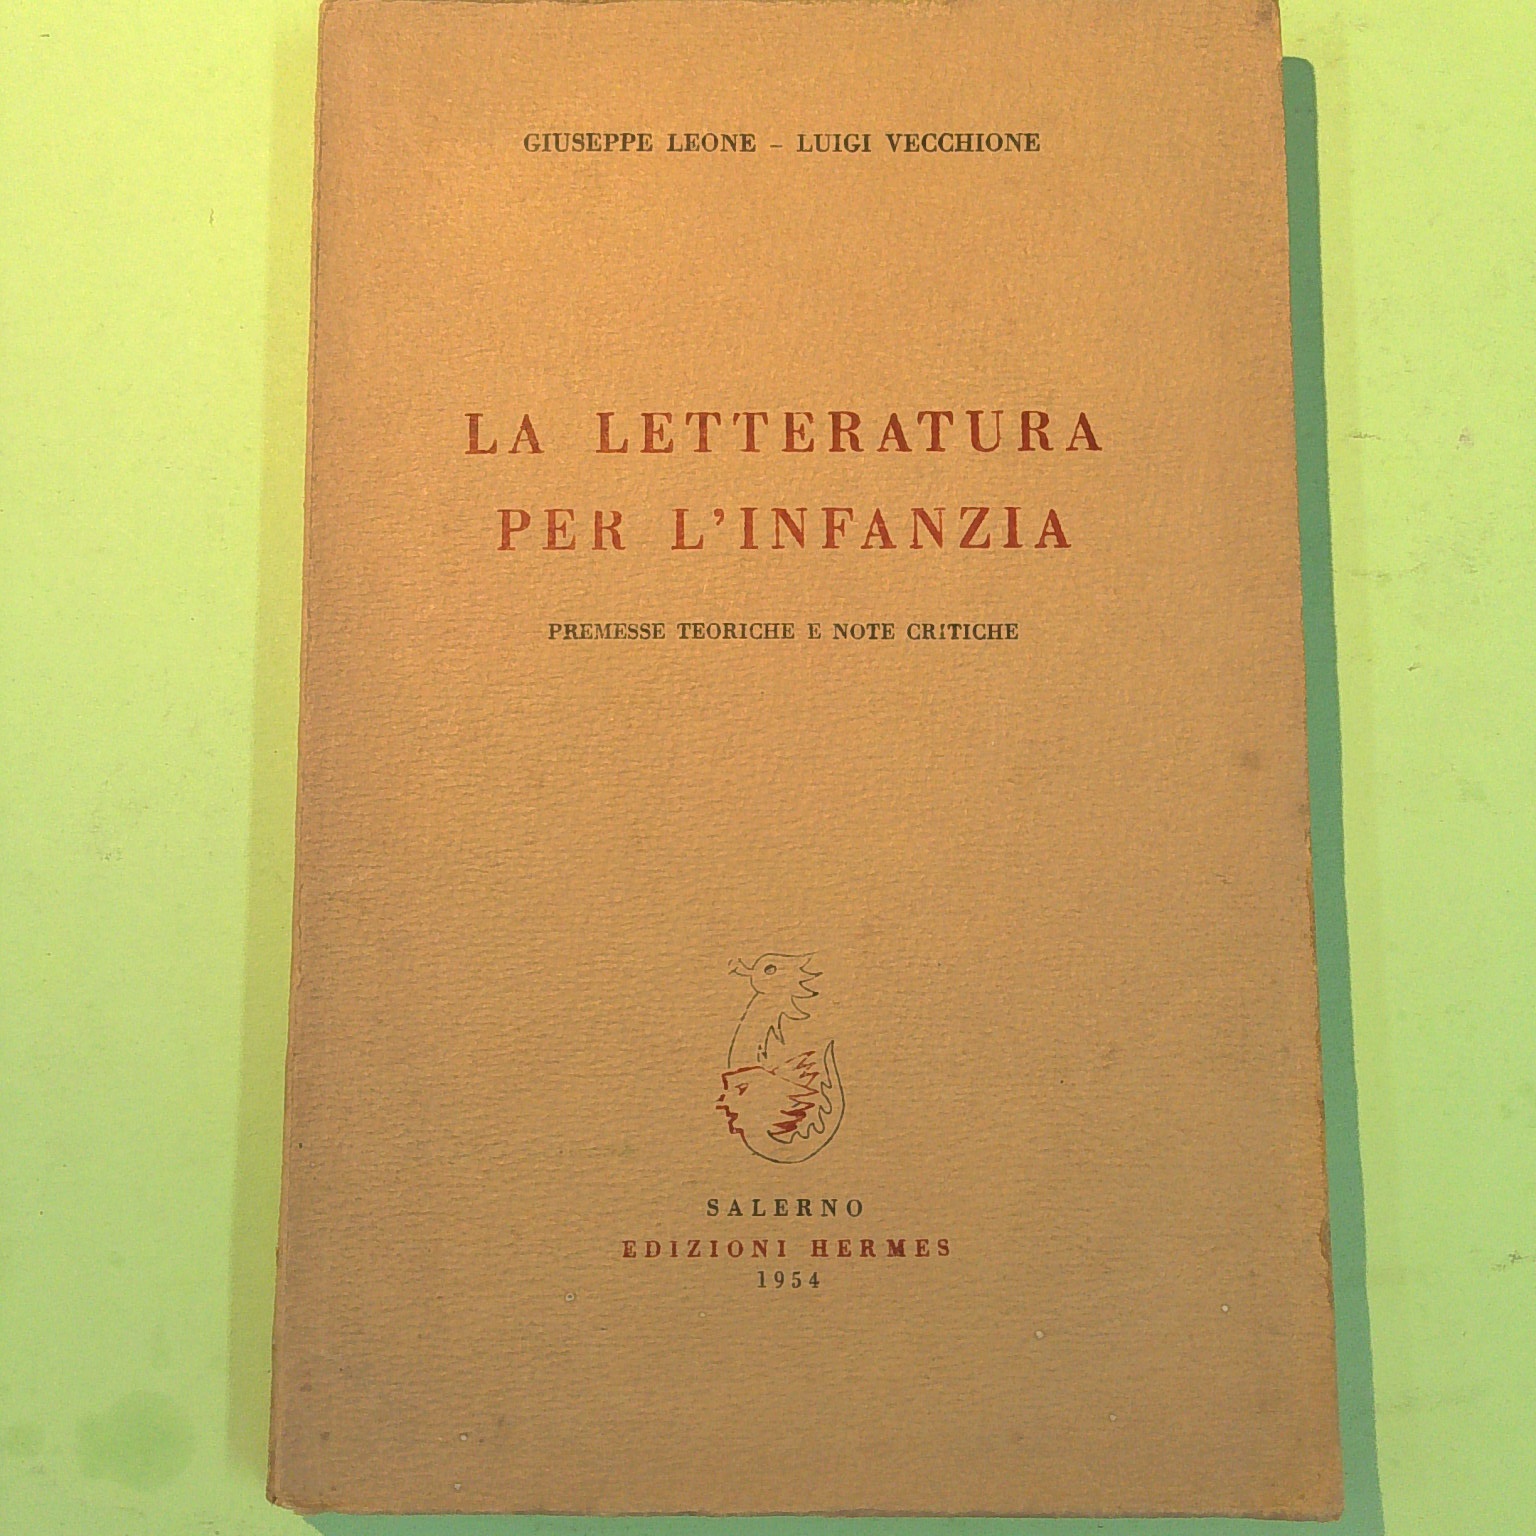 GIUSEPPE LEONE – LUIGI VECCHIONE
LA LETTERATURA
PER L'INFANZIA
PREMESSE TEORICHE E NOTE CRITICHE
SALERNO
EDIZIONI HERMES
1954